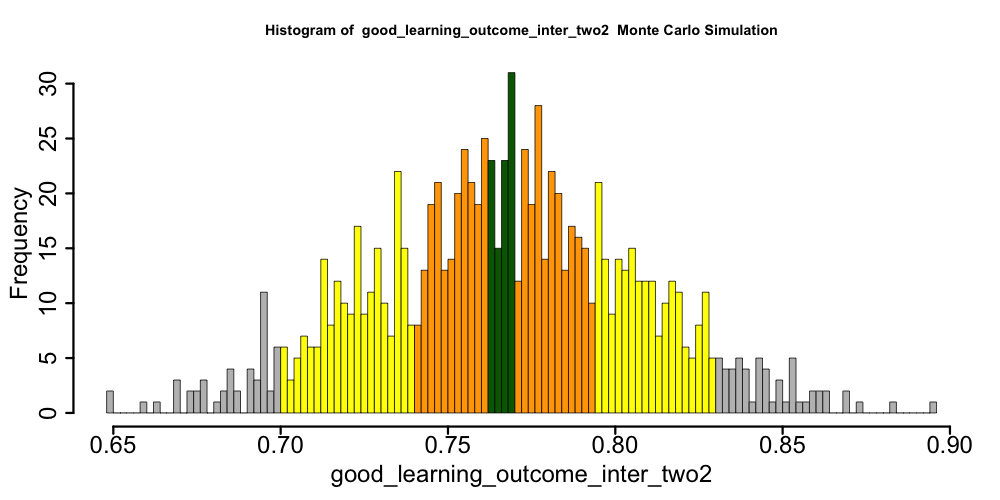 Histogram of good_learning_outcome_inter_two2 Monte Carlo Simulation
Frequency
30
25
20
15
10
5
0
0.65 0.70 0.75 0.80 0.85 0.90
good_learning_outcome_inter_two2